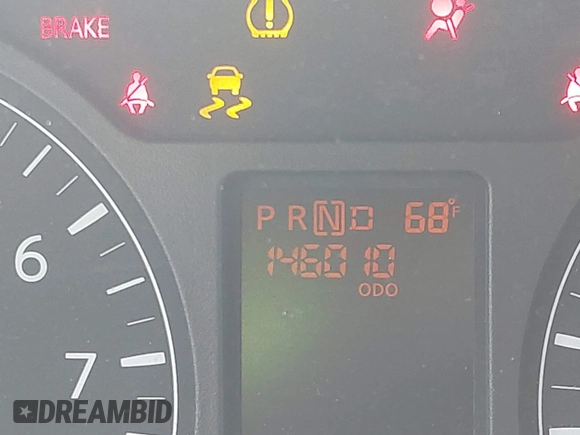 BRAKE
P R N D 68°F
146010
ODO
6
7
DREAMBID